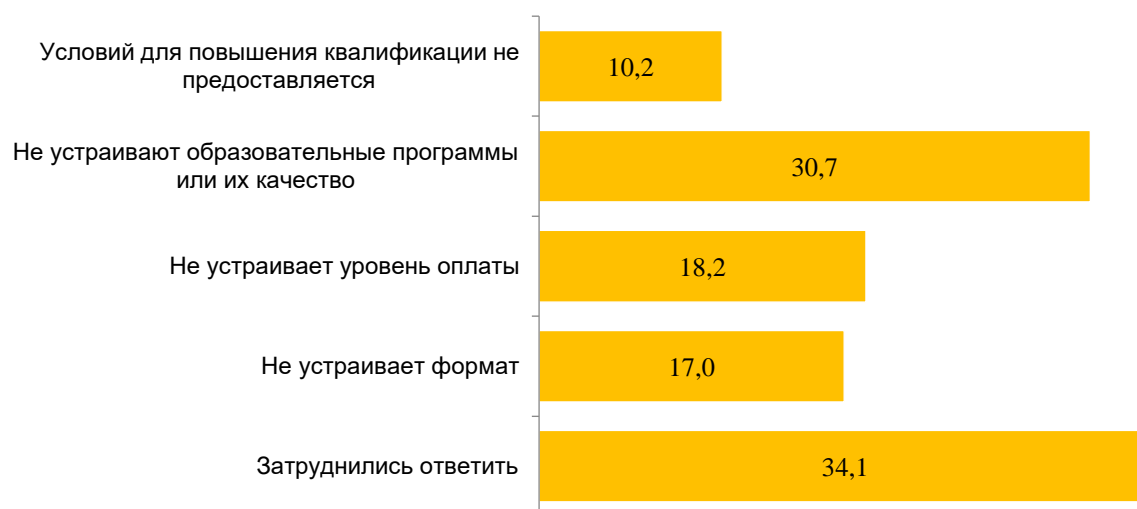 Условий для повышения квалификации не
предоставляется
10,2
Не устраивают образовательные программы
или их качество
30,7
Не устраивает уровень оплаты
18,2
Не устраивает формат
17,0
Затруднились ответить
34,1